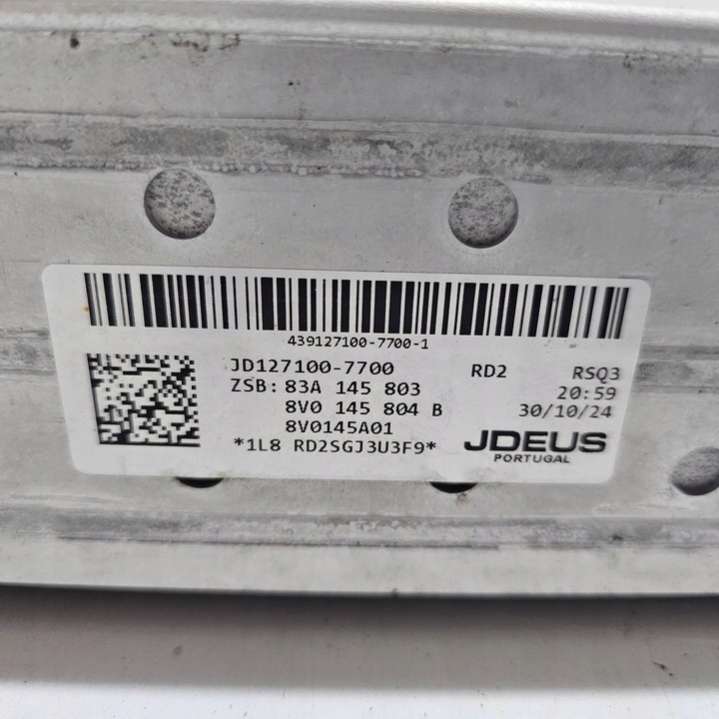 439127100-7700-1
JD127100-7700 RD2 RSQ3
ZSB: 83A 145 803 20:59
8V0 145 804 B 30/10/24
8V0145A01
*1L8 RD2SGJ3U3F9* JDEUS
PORTUGAL